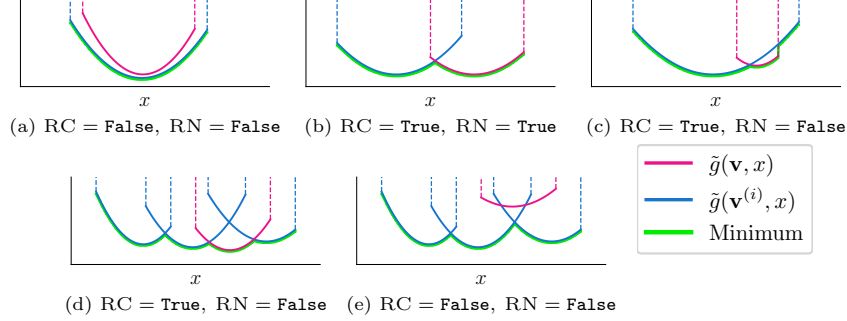 x
x
x
(a) RC = False, RN = False
(b) RC = True, RN = True
(c) RC = True, RN = False
g̃(v, x)
g̃(v⁽ⁱ⁾, x)
Minimum
x
x
(d) RC = True, RN = False
(e) RC = False, RN = False